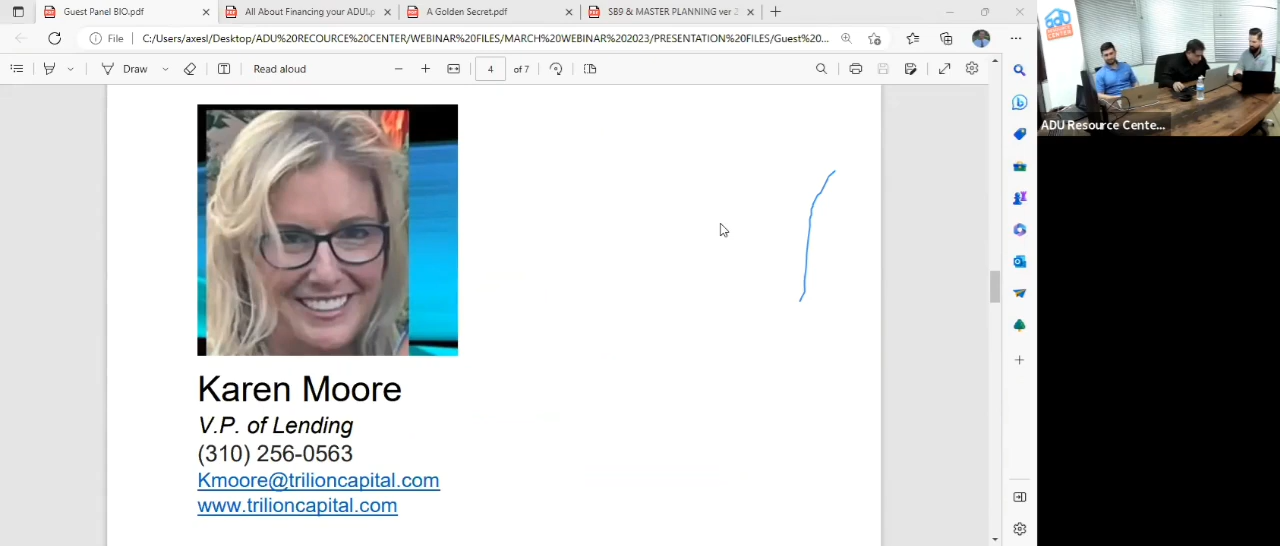 Guest Panel BIO.pdf
All About Financing your ADU!.p
A Golden Secret.pdf
SB9 & MASTER PLANNING ver 2
File
C:/Users/axesl/Desktop/ADU%20RECOURCE%20CENTER/WEBINAR%20FILES/MARCH%20WEBINAR%202023/PRESENTATION%20FILES/Guest%20...
Draw
Read aloud
4
of 7
Karen Moore
V.P. of Lending
(310) 256-0563
Kmoore@trilioncapital.com
www.trilioncapital.com
ADU Resource Cente...